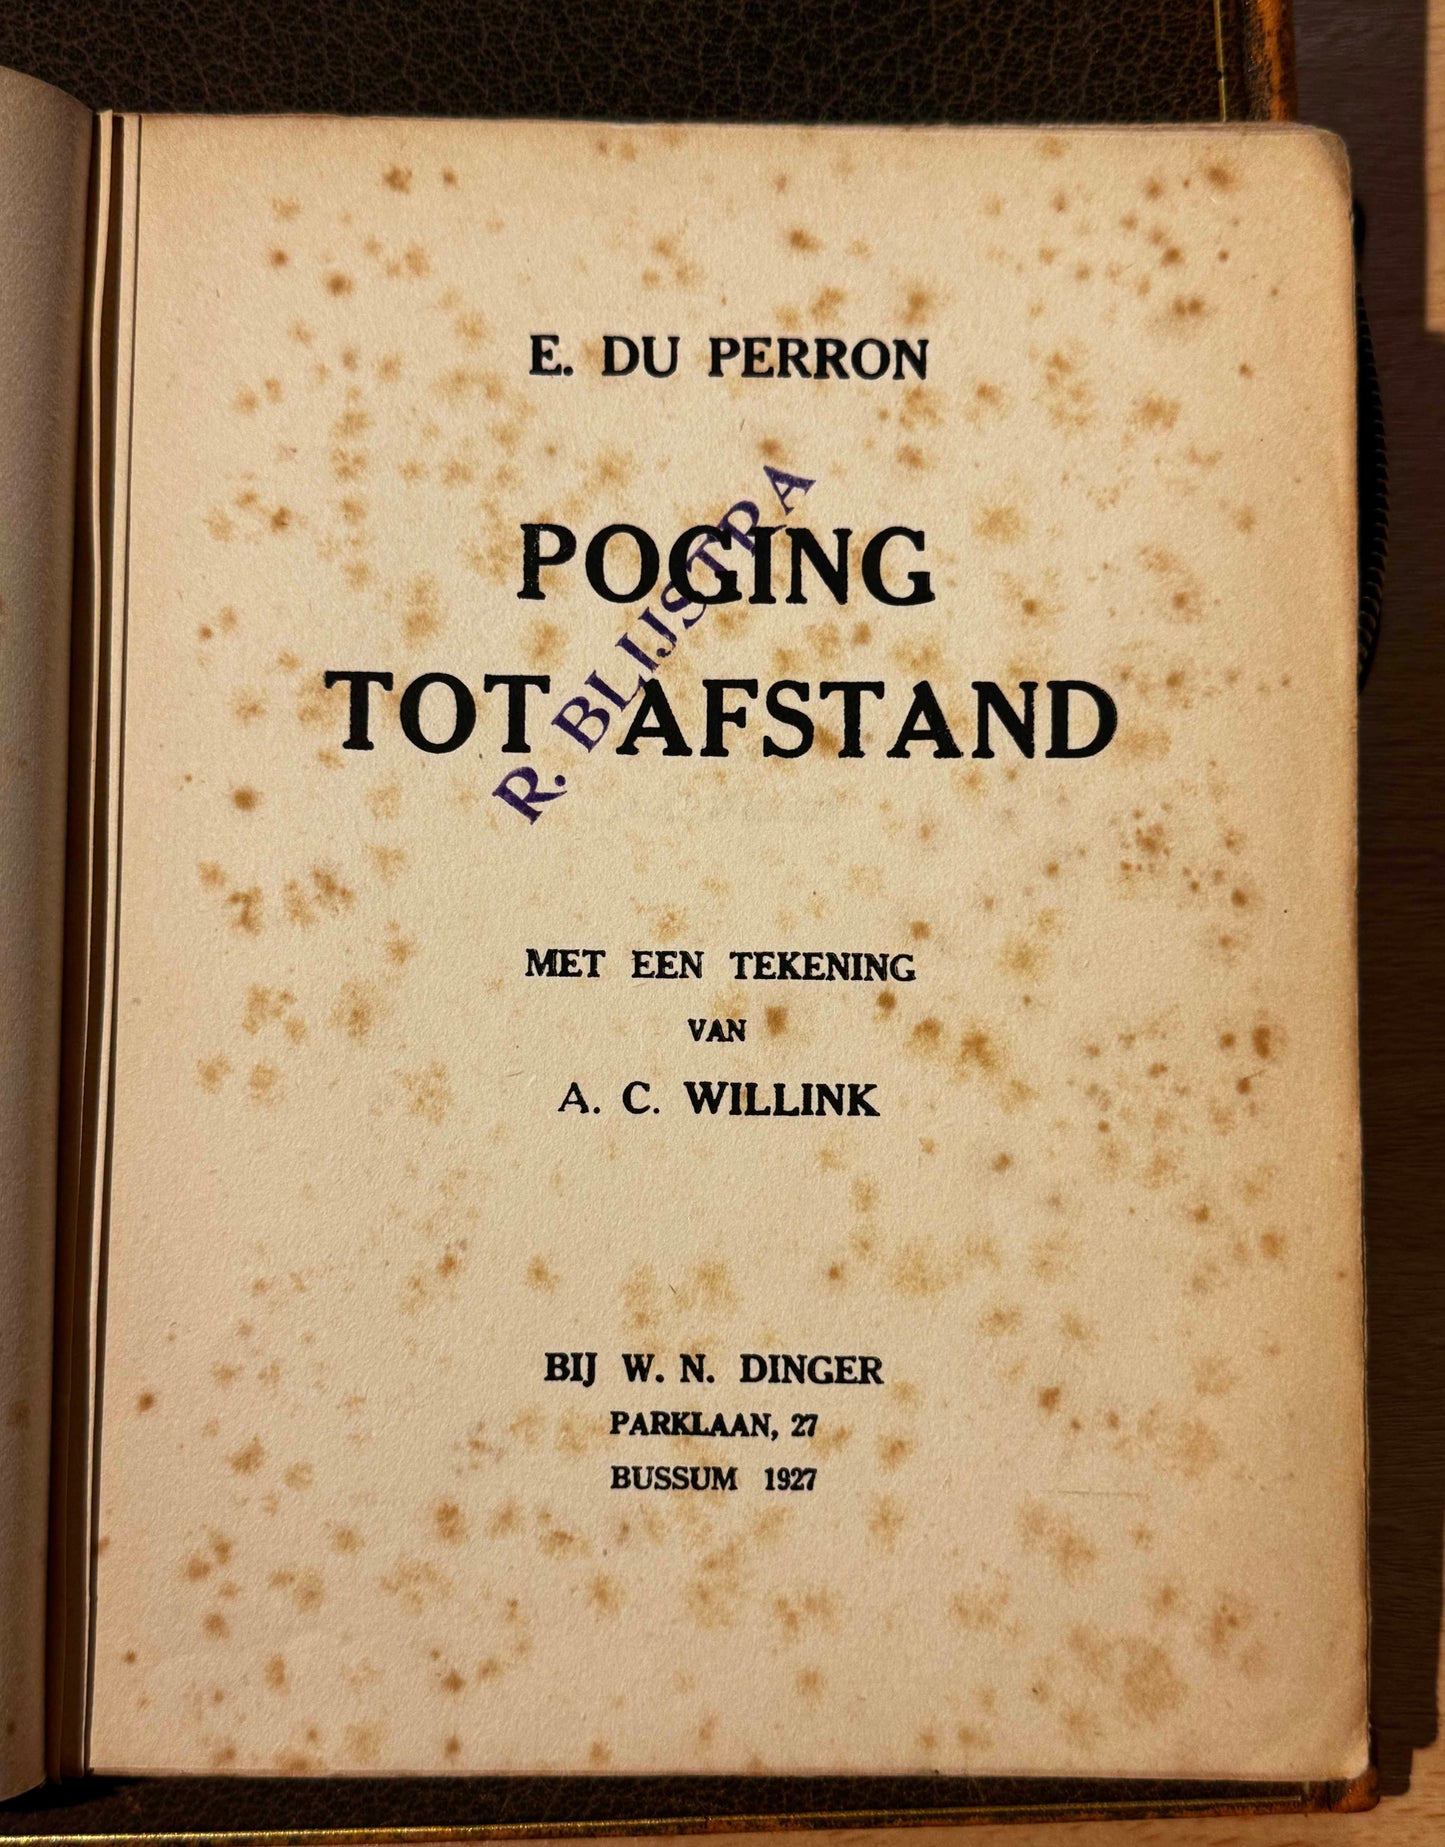 E. DU PERRON
POGING
TOT AFSTAND
R. BLIJSTRA
MET EEN TEKENING
VAN
A. C. WILLINK
BIJ W. N. DINGER
PARKLAAN, 27
BUSSUM 1927